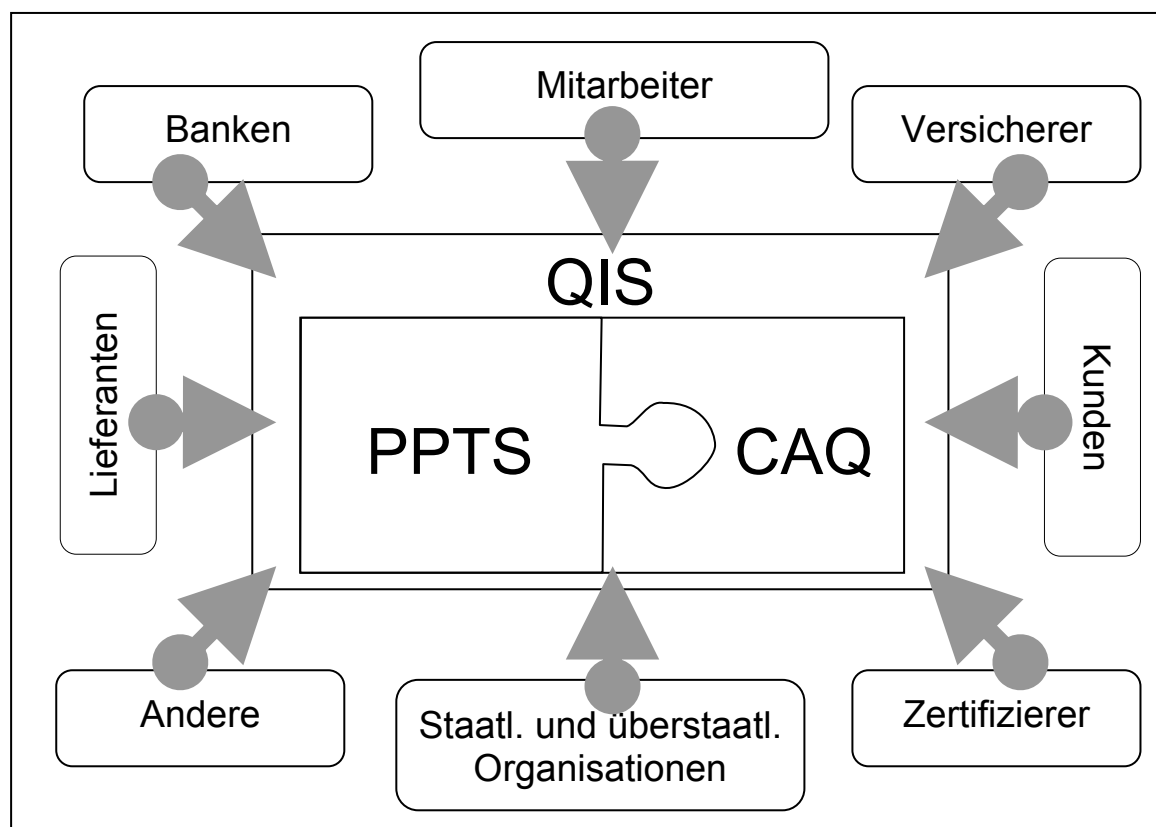 Mitarbeiter
Banken
Versicherer
QIS
Lieferanten
PPTS
CAQ
Kunden
Andere
Staatl. und überstaatl.
Organisationen
Zertifizierer